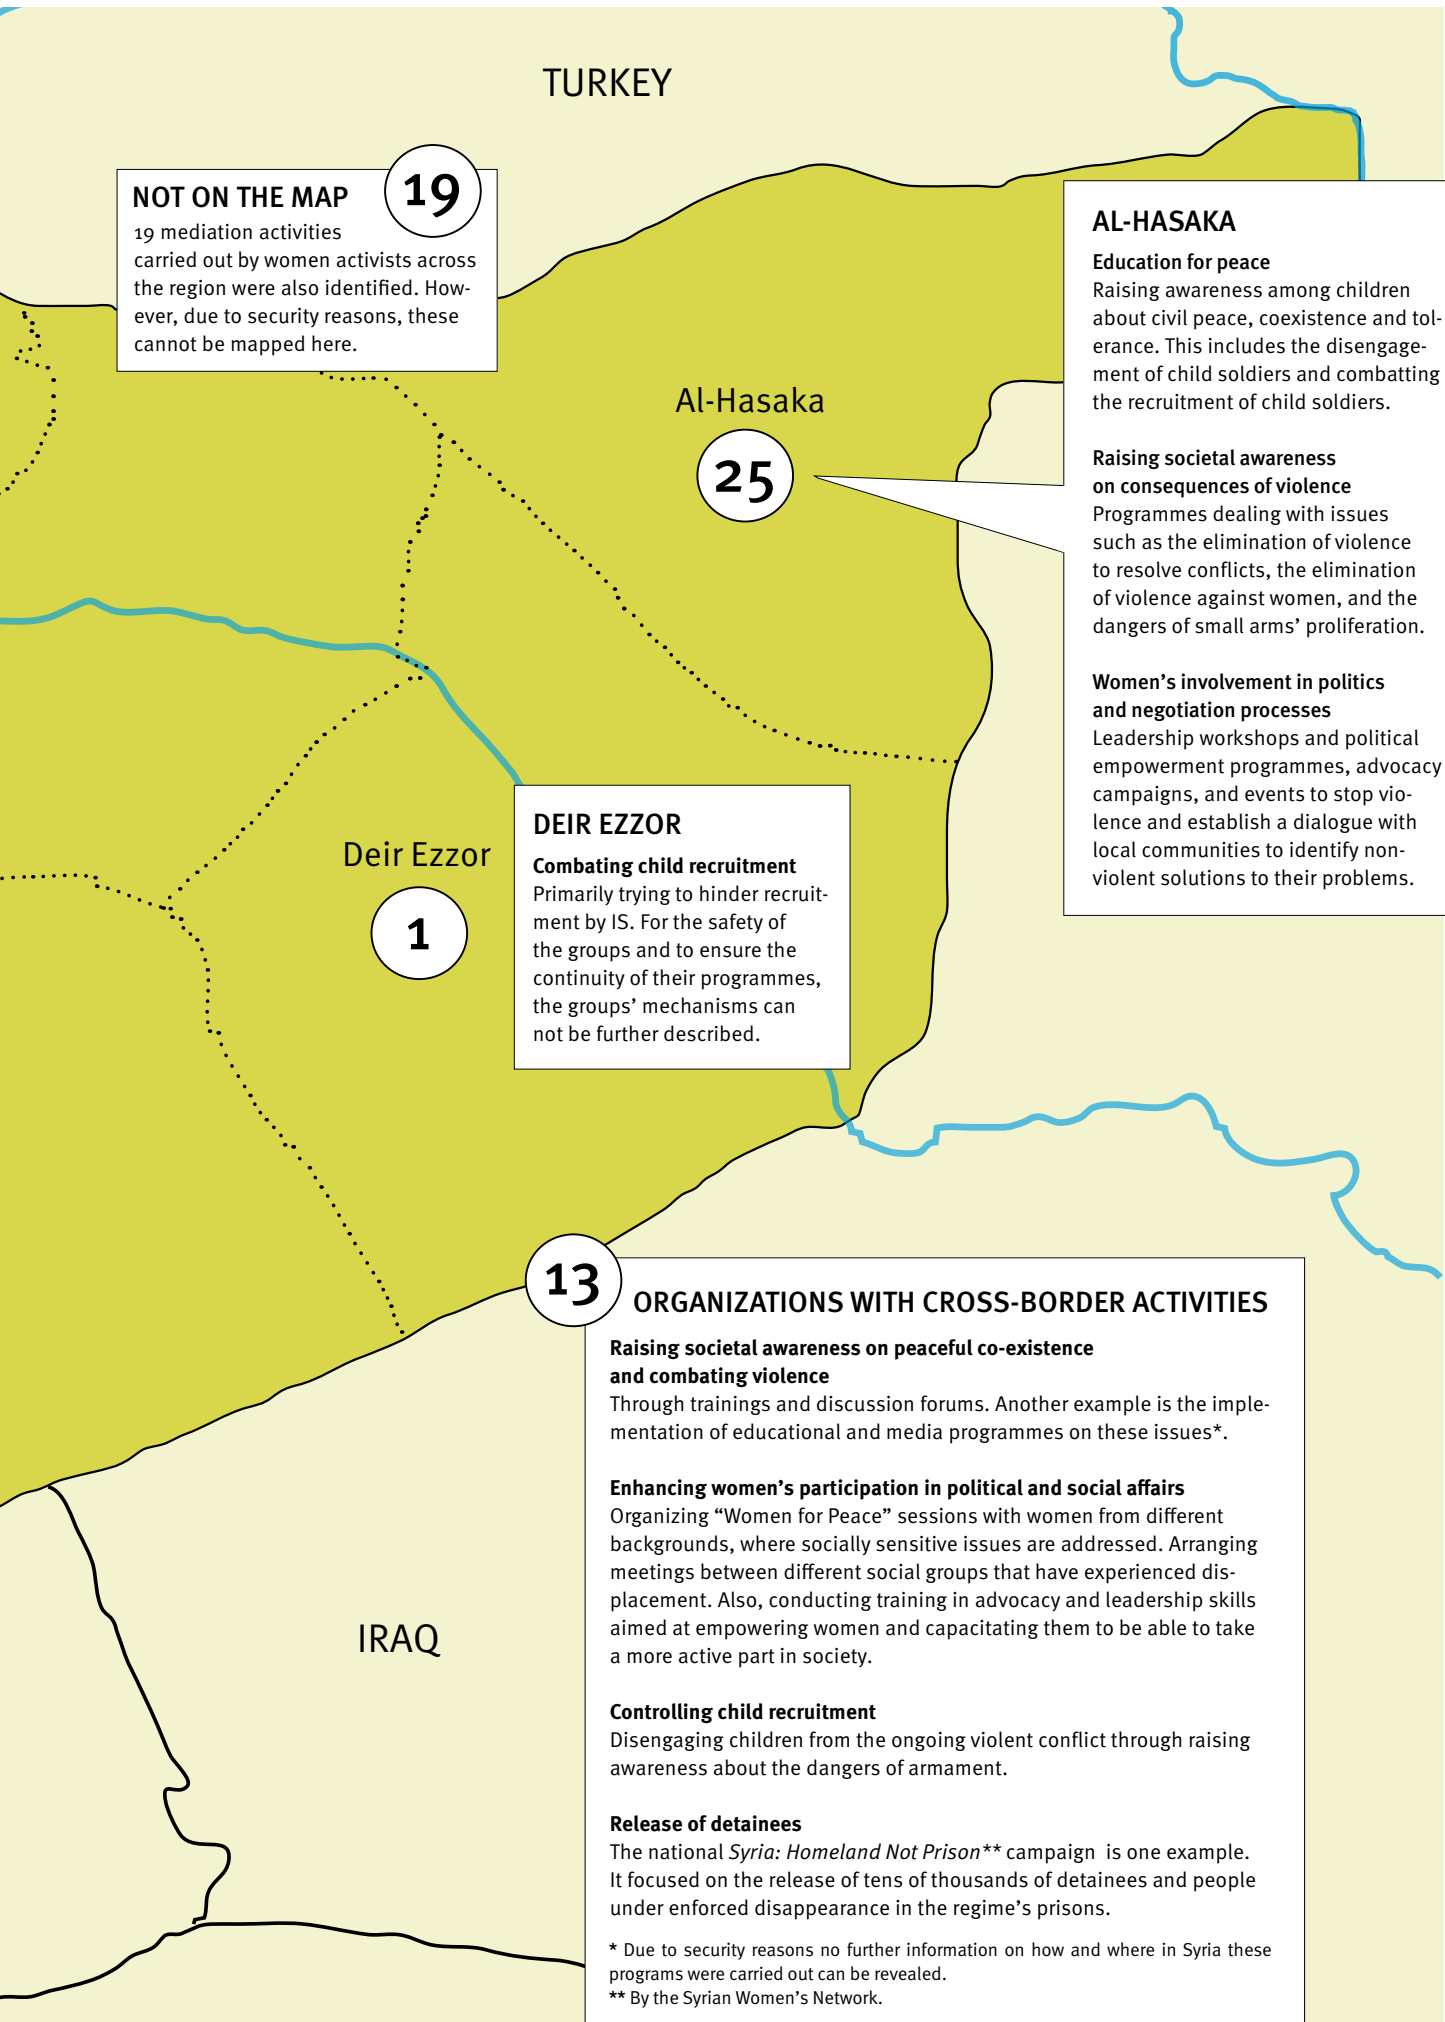 TURKEY
NOT ON THE MAP
19
19 mediation activities
carried out by women activists across
the region were also identified. How-
ever, due to security reasons, these
cannot be mapped here.
Al-Hasaka
25
AL-HASAKA
Education for peace
Raising awareness among children
about civil peace, coexistence and tol-
erance. This includes the disengage-
ment of child soldiers and combatting
the recruitment of child soldiers.
Raising societal awareness
on consequences of violence
Programmes dealing with issues
such as the elimination of violence
to resolve conflicts, the elimination
of violence against women, and the
dangers of small arms’ proliferation.
Women’s involvement in politics
and negotiation processes
Leadership workshops and political
empowerment programmes, advocacy
campaigns, and events to stop vio-
lence and establish a dialogue with
local communities to identify non-
violent solutions to their problems.
Deir Ezzor
1
DEIR EZZOR
Combating child recruitment
Primarily trying to hinder recruit-
ment by IS. For the safety of
the groups and to ensure the
continuity of their programmes,
the groups’ mechanisms can
not be further described.
13
ORGANIZATIONS WITH CROSS-BORDER ACTIVITIES
Raising societal awareness on peaceful co-existence
and combating violence
Through trainings and discussion forums. Another example is the imple-
mentation of educational and media programmes on these issues*.
Enhancing women’s participation in political and social affairs
Organizing “Women for Peace” sessions with women from different
backgrounds, where socially sensitive issues are addressed. Arranging
meetings between different social groups that have experienced dis-
placement. Also, conducting training in advocacy and leadership skills
aimed at empowering women and capacitating them to be able to take
a more active part in society.
Controlling child recruitment
Disengaging children from the ongoing violent conflict through raising
awareness about the dangers of armament.
Release of detainees
The national Syria: Homeland Not Prison** campaign is one example.
It focused on the release of tens of thousands of detainees and people
under enforced disappearance in the regime’s prisons.
* Due to security reasons no further information on how and where in Syria these
programs were carried out can be revealed.
** By the Syrian Women’s Network.
IRAQ